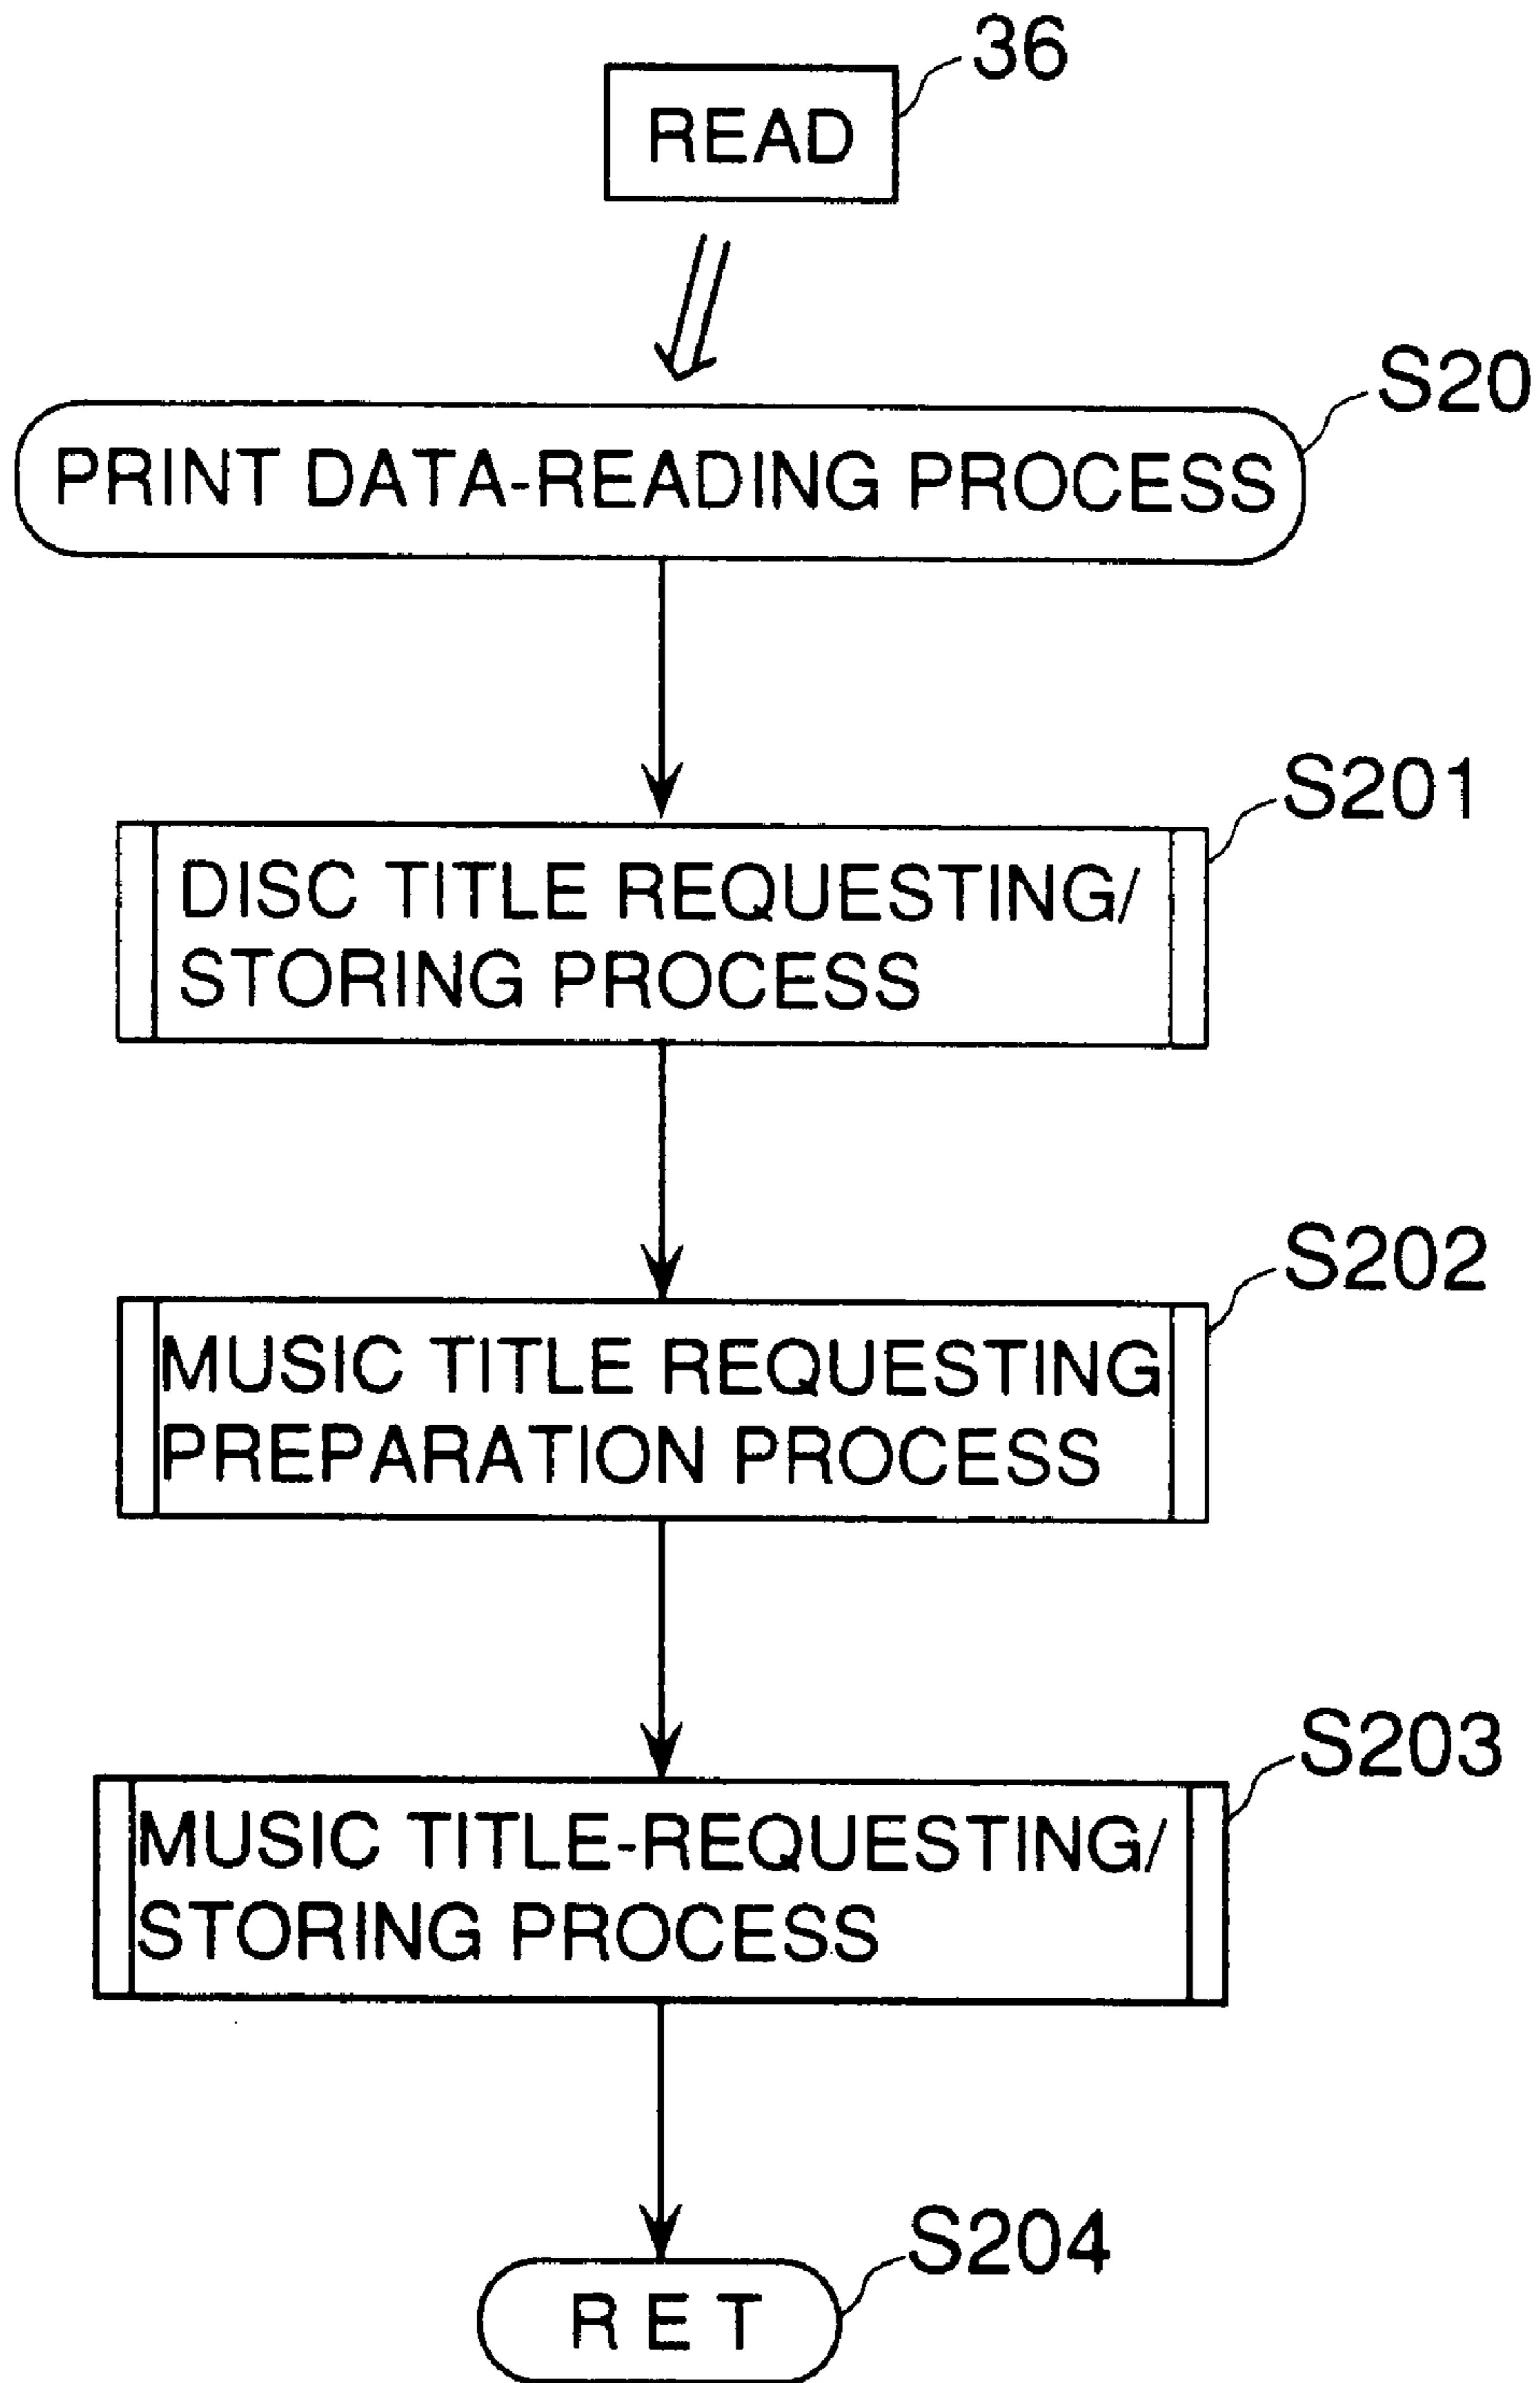 36
READ
S20
PRINT DATA-READING PROCESS
S201
DISC TITLE REQUESTING/
STORING PROCESS
S202
MUSIC TITLE REQUESTING
PREPARATION PROCESS
S203
MUSIC TITLE-REQUESTING/
STORING PROCESS
S204
RET